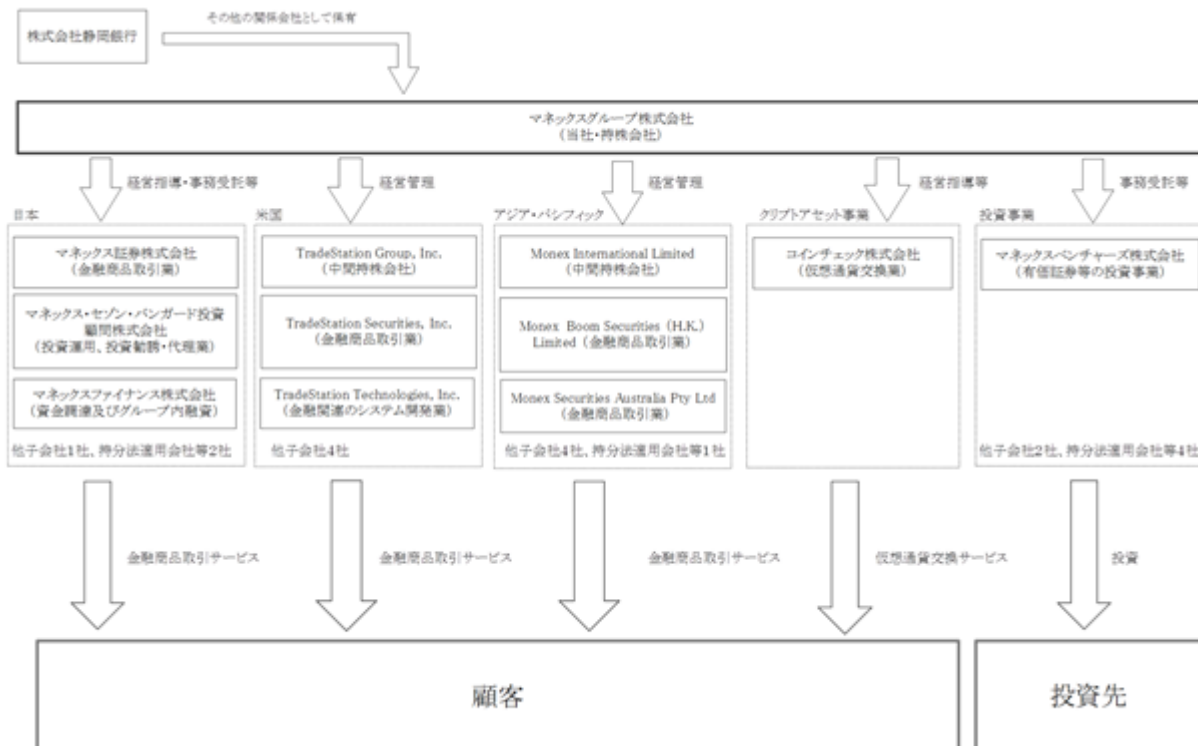 その他の関係会社として保有
株式会社静岡銀行
マネックスグループ株式会社
(当社・持株会社)
経営指導・事務受託等
経営管理
経営管理
経営指導等
事務受託等
日本
マネックス証券株式会社
(金融商品取引業)
マネックス・セゾン・バンガード投資
顧問株式会社
(投資運用、投資勧誘・代理業)
マネックスファイナンス株式会社
(資金調達及びグループ内融資)
他子会社1社、持分法適用会社等2社
米国
TradeStation Group, Inc.
(中間持株会社)
TradeStation Securities, Inc.
(金融商品取引業)
TradeStation Technologies, Inc.
(金融関連のシステム開発業)
他子会社4社
アジア・パシフィック
Monex International Limited
(中間持株会社)
Monex Boom Securities (H.K.)
Limited (金融商品取引業)
Monex Securities Australia Pty Ltd
(金融商品取引業)
他子会社4社、持分法適用会社等1社
クリプトアセット事業
コインチェック株式会社
(仮想通貨交換業)
投資事業
マネックスベンチャーズ株式会社
(有価証券等の投資事業)
他子会社2社、持分法適用会社等4社
金融商品取引サービス
金融商品取引サービス
金融商品取引サービス
仮想通貨交換サービス
投資
顧客
投資先